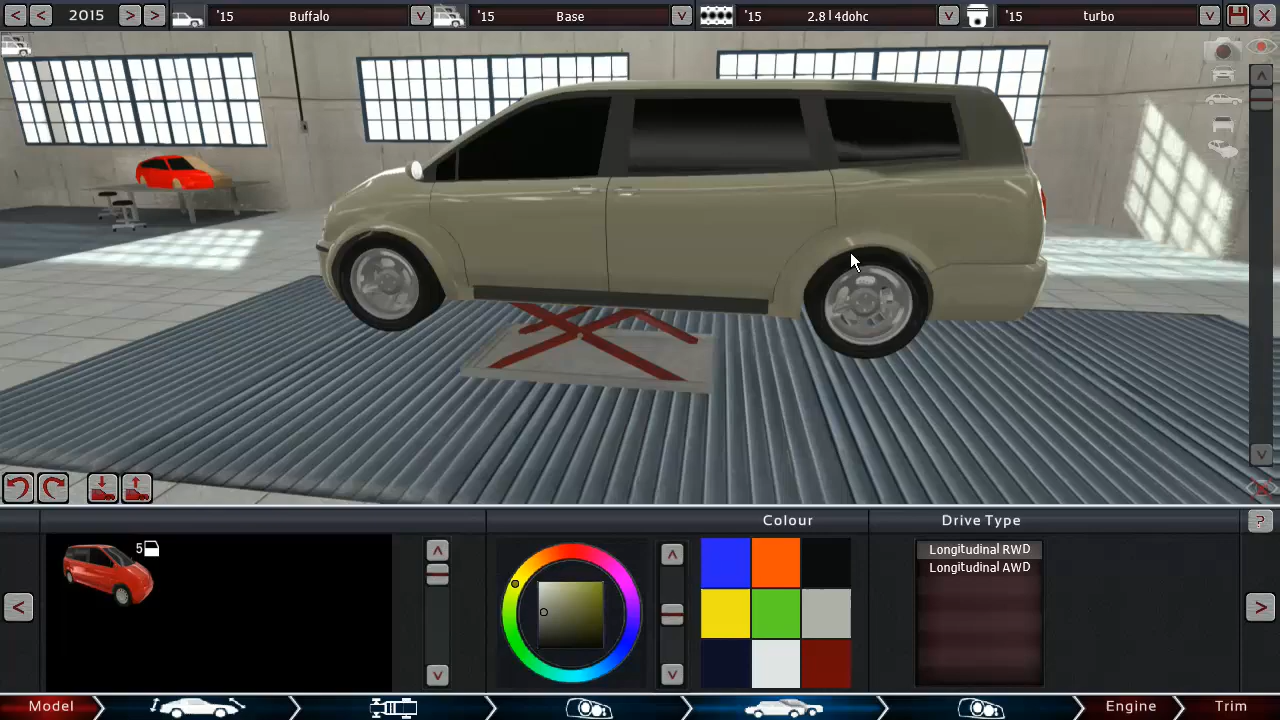 < < 2015 > > '15 Buffalo v '15 Base v '15 2.8 l 4dohc v '15 turbo v X
Colour
Drive Type
?
5
Longitudinal RWD
Longitudinal AWD
< >
Model
Engine
Trim